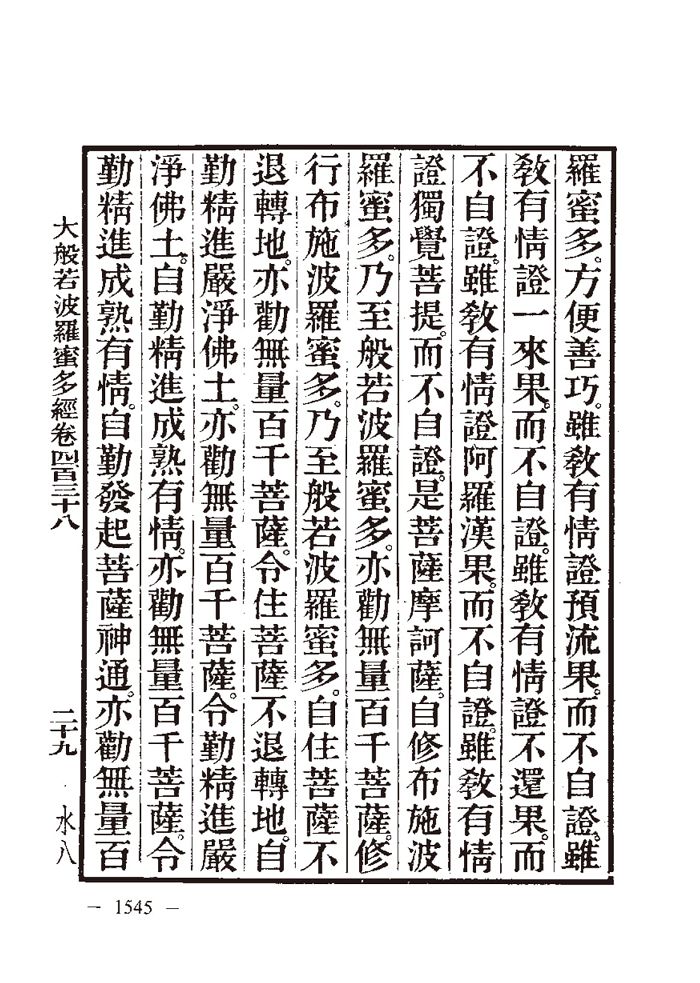 羅蜜多。方便善巧。雖敎有情證預流果。而不自證。雖
敎有情證一來果。而不自證。雖敎有情證不還果。而
不自證。雖敎有情證阿羅漢果。而不自證。雖敎有情
證獨覺菩提。而不自證。是菩薩摩訶薩。自修布施波
羅蜜多。乃至般若波羅蜜多。亦勸無量百千菩薩。修
行布施波羅蜜多。乃至般若波羅蜜多。自住菩薩不
退轉地。亦勸無量百千菩薩。令住菩薩不退轉地。自
勤精進嚴淨佛土。亦勸無量百千菩薩。令勤精進嚴
淨佛土。自勤精進成熟有情。亦勸無量百千菩薩。令
勤精進成熟有情。自勤發起菩薩神通。亦勸無量百
大般若波羅蜜多經卷四百三十八 二十九 水八
— 1545 —